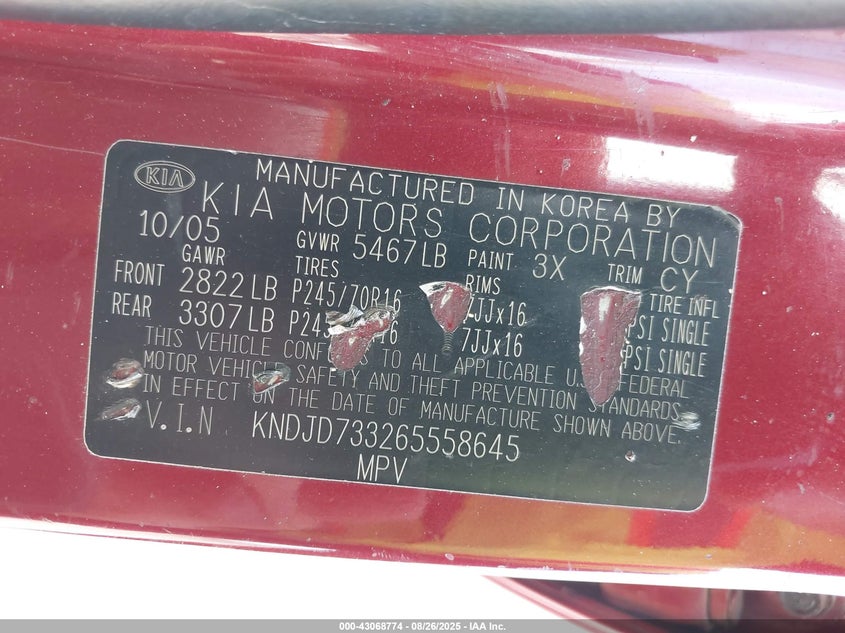 KIA MANUFACTURED IN KOREA BY
KIA MOTORS CORPORATION
10/05 GVWR 5467LB PAINT 3X TRIM CY
GAWR TIRES RIMS TIRE INFL
FRONT 2822LB P245/70R16 JJx16 PSI SINGLE
REAR 3307LB 7JJx16 PSI SINGLE
THIS VEHICLE TO ALL APPLICABLE FEDERAL
MOTOR SAFETY AND THEFT PREVENTION STANDARDS
IN EFFECT ON THE DATE OF MANUFACTURE SHOWN ABOVE.
V.I.N KNDJD733265558645
MPV
000-43068774 - 08/26/2025 - IAA Inc.